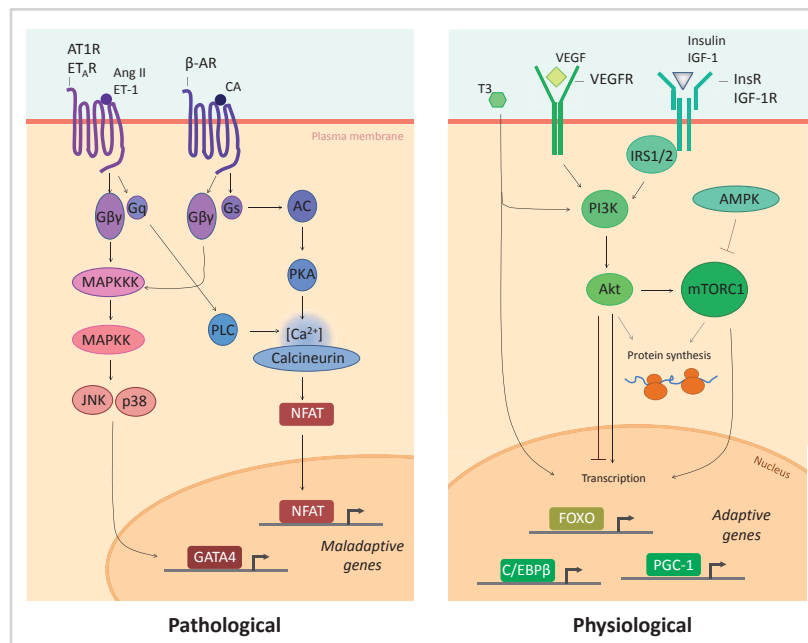 AT1R
ET_AR
Ang II
ET-1
β-AR
CA
Plasma membrane
Gβγ
Gq
Gβγ
Gs
AC
MAPKKK
PKA
MAPKK
PLC
[Ca²⁺]
Calcineurin
JNK
p38
NFAT
NFAT
Maladaptive
genes
GATA4
Pathological
VEGF
VEGFR
Insulin
IGF-1
InsR
IGF-1R
T3
IRS1/2
PI3K
AMPK
Akt
mTORC1
Protein synthesis
Nucleus
Transcription
FOXO
Adaptive
genes
C/EBPβ
PGC-1
Physiological